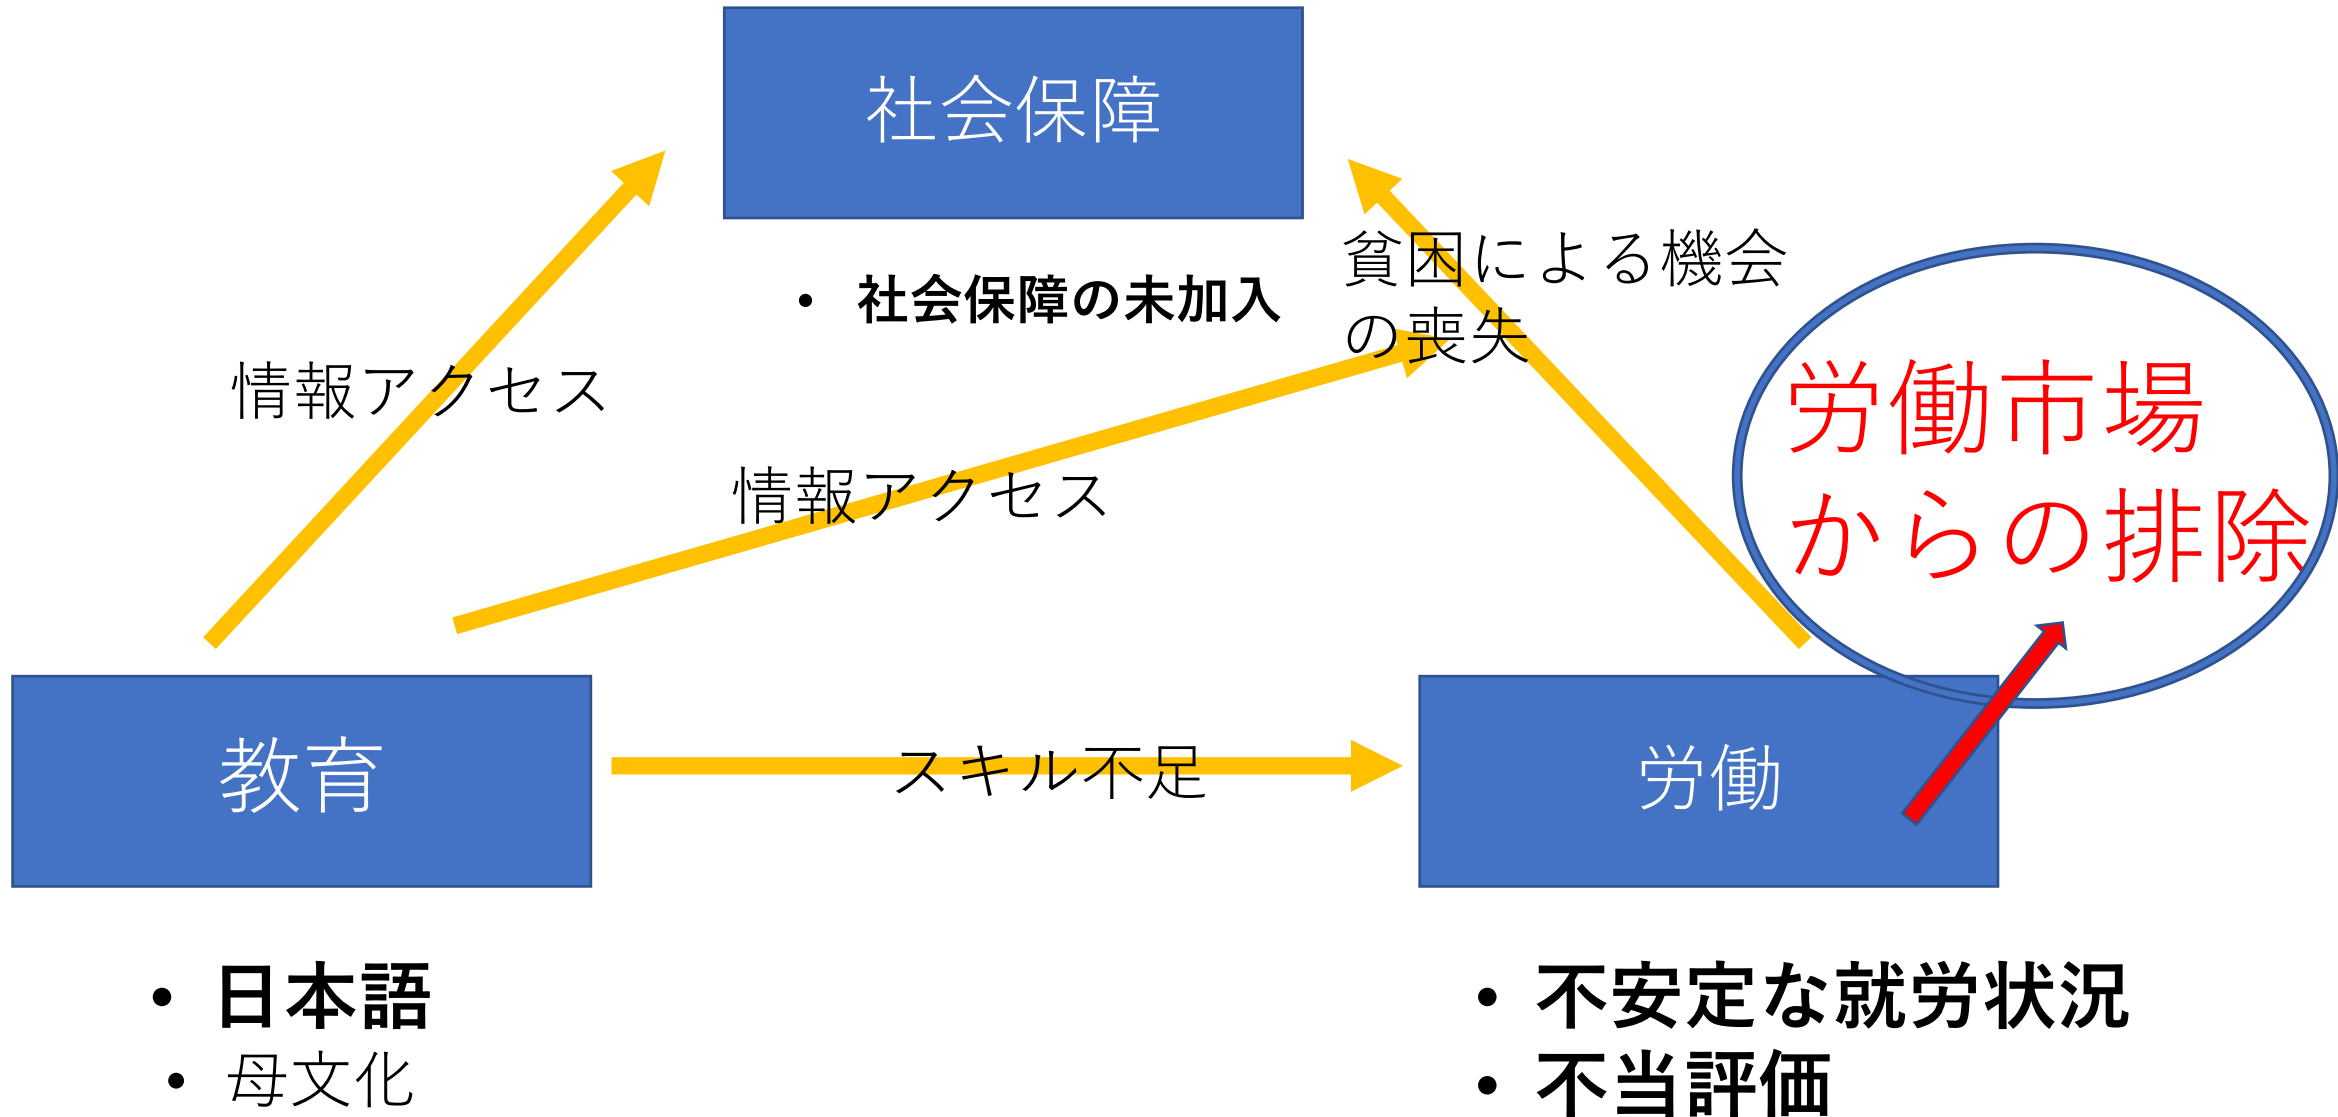 社会保障
• 社会保障の未加入
貧困による機会
の喪失
情報アクセス
情報アクセス
労働市場
からの排除
教育
スキル不足
労働
• 日本語
• 母文化
• 不安定な就労状況
• 不当評価